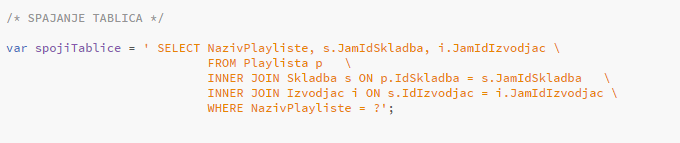 /* SPAJANJE TABLICA */
var spojiTablice = ' SELECT NazivPlayliste, s.JamIdSkladba, i.JamIdIzvodjac \
FROM Playlista p \
INNER JOIN Skladba s ON p.IdSkladba = s.JamIdSkladba \
INNER JOIN Izvodjac i ON s.IdIzvodjac = i.JamIdIzvodjac \
WHERE NazivPlayliste = ?';